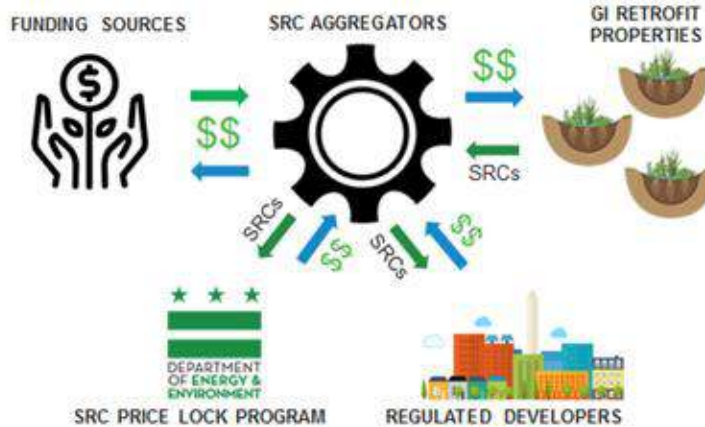 FUNDING SOURCES
SRC AGGREGATORS
GI RETROFIT
PROPERTIES
$
$$
$$
SRCs
SRCs
$$
SRCs
$$
DEPARTMENT
OF ENERGY &
ENVIRONMENT
SRC PRICE LOCK PROGRAM
REGULATED DEVELOPERS